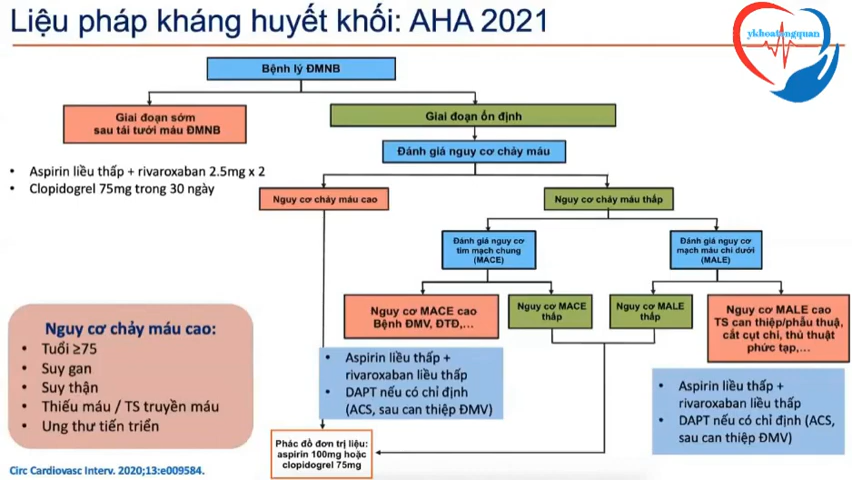 Liệu pháp kháng huyết khối: AHA 2021
ykhoatongquan
Bệnh lý ĐMNB
Giai đoạn sớm
sau tái tưới máu ĐMNB
Giai đoạn ổn định
Đánh giá nguy cơ chảy máu
• Aspirin liều thấp + rivaroxaban 2.5mg x 2
• Clopidogrel 75mg trong 30 ngày
Nguy cơ chảy máu cao
Nguy cơ chảy máu thấp
Đánh giá nguy cơ
tim mạch chung
(MACE)
Đánh giá nguy cơ
mạch máu chi dưới
(MALE)
Nguy cơ MACE cao
Bệnh ĐMV, ĐTĐ,...
Nguy cơ MACE
thấp
Nguy cơ MALE
thấp
Nguy cơ MALE cao
TS can thiệp/phẫu thuậ,
cắt cụt chi, thủ thuật
phức tạp,...
Nguy cơ chảy máu cao:
• Tuổi ≥75
• Suy gan
• Suy thận
• Thiếu máu / TS truyền máu
• Ung thư tiến triển
• Aspirin liều thấp +
rivaroxaban liều thấp
• DAPT nếu có chỉ định
(ACS, sau can thiệp ĐMV)
• Aspirin liều thấp +
rivaroxaban liều thấp
• DAPT nếu có chỉ định (ACS,
sau can thiệp ĐMV)
Phác đồ đơn trị liệu:
aspirin 100mg hoặc
clopidogrel 75mg
Circ Cardiovasc Interv. 2020;13:e009584.